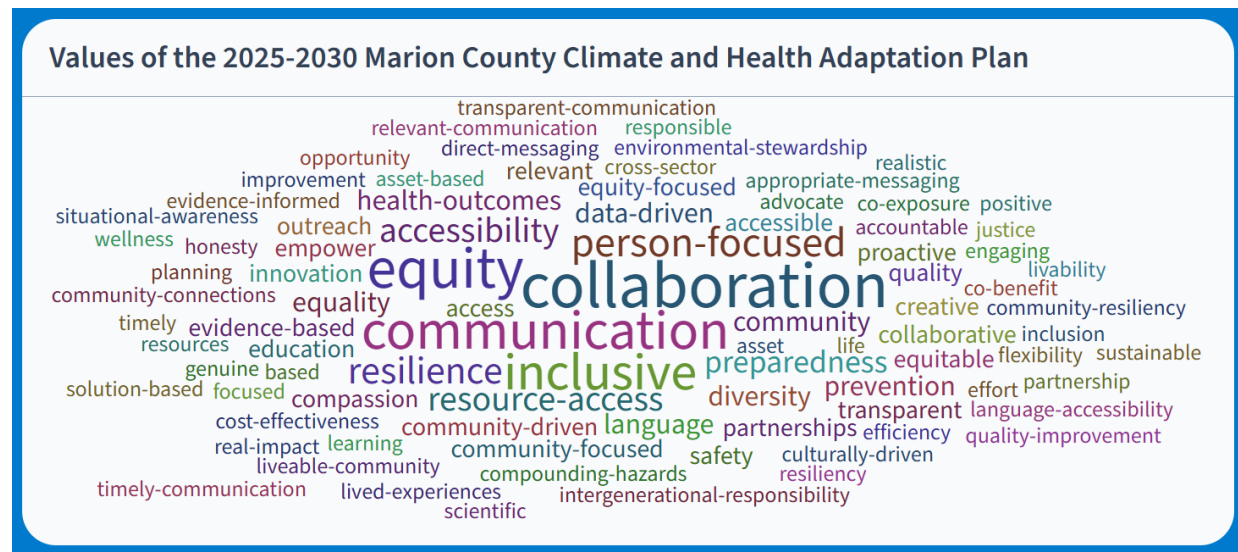 Values of the 2025-2030 Marion County Climate and Health Adaptation Plan
transparent-communication
relevant-communication responsible
direct-messaging environmental-stewardship
opportunity relevant cross-sector realistic
improvement asset-based equity-focused appropriate-messaging
evidence-informed health-outcomes advocate co-exposure positive
situational-awareness outreach accessibility data-driven accessible accountable justice
wellness honesty empower person-focused proactive engaging
planning innovation equity collaboration quality livability
community-connections equality access co-benefit
creative community-resiliency
timely evidence-based communication community collaborative inclusion
resources education asset life
genuine based resilience inclusive preparedness equitable flexibility sustainable
solution-based focused compassion resource-access diversity prevention effort partnership
transparent language-accessibility
cost-effectiveness community-driven language partnerships efficiency quality-improvement
real-impact learning community-focused safety culturally-driven
liveable-community compounding-hazards resiliency
timely-communication lived-experiences intergenerational-responsibility
scientific